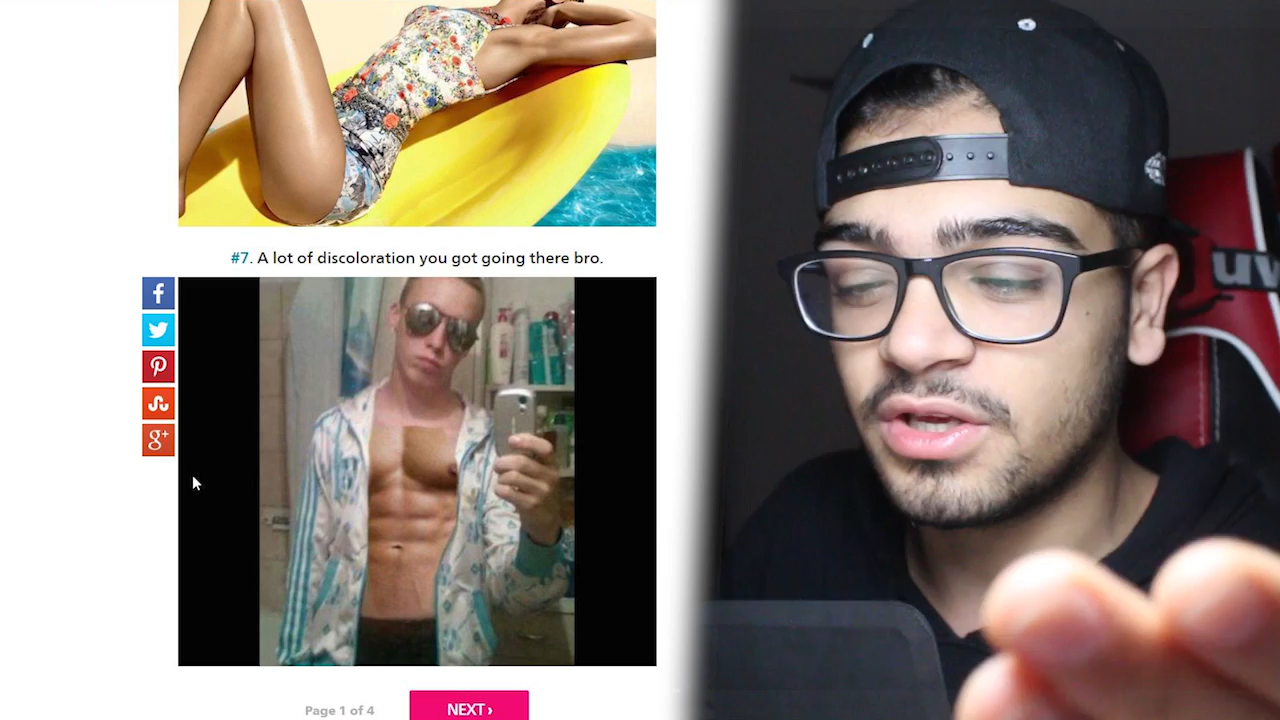 #7. A lot of discoloration you got going there bro.
Page 1 of 4
NEXT ›